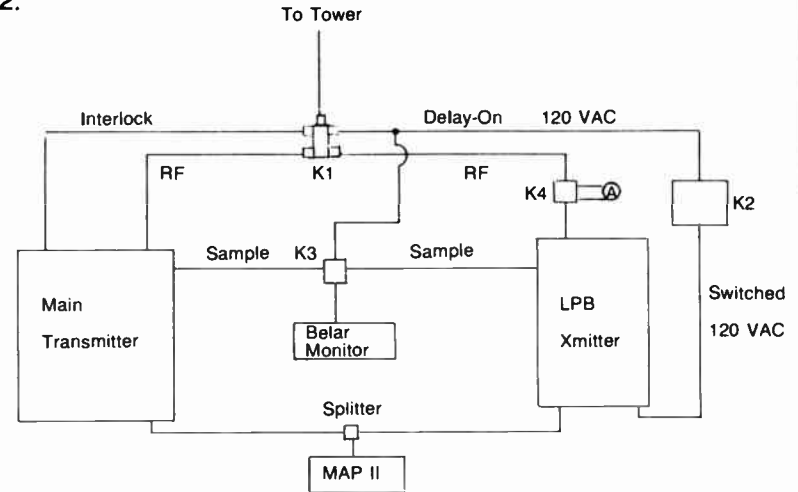 2.
To Tower
Interlock
Delay-On 120 VAC
RF
K1
RF
K4
A
K2
Sample
K3
Sample
Main
Transmitter
Belar
Monitor
LPB
Xmitter
Switched
120 VAC
Splitter
MAP II